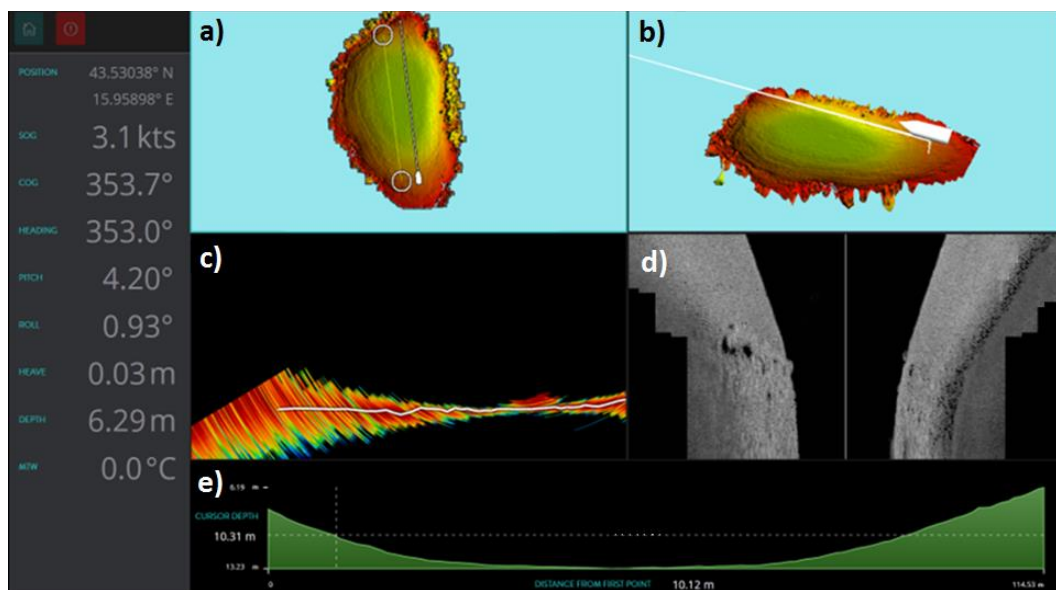 POSITION 43.53038° N
15.95898° E
SOG 3.1 kts
COG 353.7°
HEADING 353.0°
PITCH 4.20°
ROLL 0.93°
HEAVE 0.03 m
DEPTH 6.29 m
MTW 0.0 °C
a)
b)
c)
d)
e)
6.19 m
CURSOR DEPTH
10.31 m
13.23 m
0
DISTANCE FROM FIRST POINT 10.12 m
114.53 m